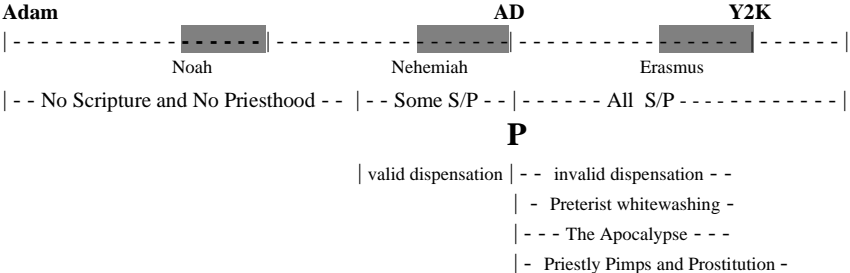 Adam AD Y2K
|- - - - - - - - - - - - - - - - - - -|- - - - - - - - - - - - - - - - - -|- - - - - - - - - - - - - - - - - - |- - - - - - |
Noah Nehemiah Erasmus
|- - No Scripture and No Priesthood - - |- - Some S/P - -|- - - - - - All S/P - - - - - - - - - - - - |
P
| valid dispensation |- - invalid dispensation - -
| - Preterist whitewashing -
|- - - The Apocalypse - - -
|- Priestly Pimps and Prostitution -